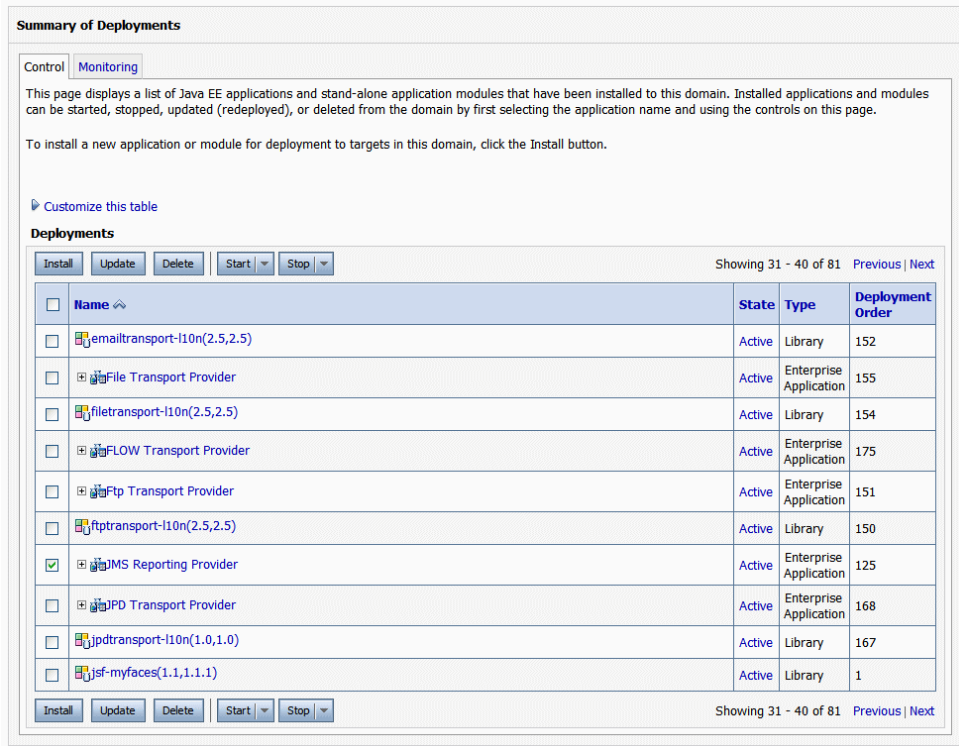 Summary of Deployments
Control Monitoring
This page displays a list of Java EE applications and stand-alone application modules that have been installed to this domain. Installed applications and modules
can be started, stopped, updated (redeployed), or deleted from the domain by first selecting the application name and using the controls on this page.
To install a new application or module for deployment to targets in this domain, click the Install button.
Customize this table
Deployments
Install Update Delete Start Stop Showing 31 - 40 of 81 Previous | Next
Name State Type Deployment
Order
emailtransport-l10n(2.5,2.5) Active Library 152
File Transport Provider Active Enterprise
Application 155
filetransport-l10n(2.5,2.5) Active Library 154
FLOW Transport Provider Active Enterprise
Application 175
Ftp Transport Provider Active Enterprise
Application 151
ftptransport-l10n(2.5,2.5) Active Library 150
JMS Reporting Provider Active Enterprise
Application 125
JPD Transport Provider Active Enterprise
Application 168
jpdtransport-l10n(1.0,1.0) Active Library 167
jsf-myfaces(1.1,1.1.1) Active Library 1
Install Update Delete Start Stop Showing 31 - 40 of 81 Previous | Next